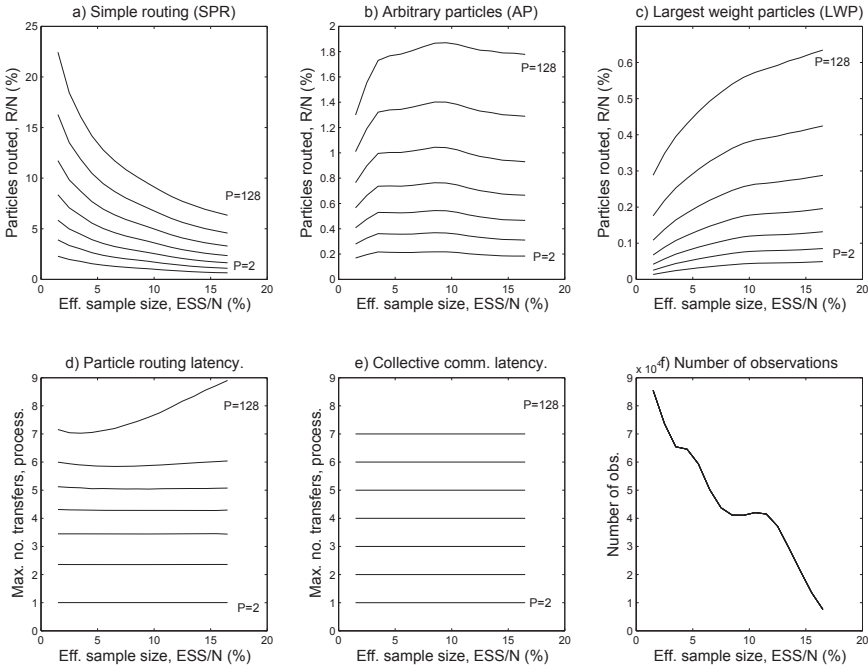 a) Simple routing (SPR)
25
20
15
10
5
0
Particles routed, R/N (%)
P=128
P=2
0 5 10 15 20
Eff. sample size, ESS/N (%)
b) Arbitrary particles (AP)
2
1.8
1.6
1.4
1.2
1
0.8
0.6
0.4
0.2
0
Particles routed, R/N (%)
P=128
P=2
0 5 10 15 20
Eff. sample size, ESS/N (%)
c) Largest weight particles (LWP)
0.6
0.5
0.4
0.3
0.2
0.1
0
Particles routed, R/N (%)
P=128
P=2
0 5 10 15 20
Eff. sample size, ESS/N (%)
d) Particle routing latency.
9
8
7
6
5
4
3
2
1
0
Max. no. transfers, process.
P=128
P=2
0 5 10 15 20
Eff. sample size, ESS/N (%)
e) Collective comm. latency.
9
8
7
6
5
4
3
2
1
0
Max. no. transfers, process.
P=128
P=2
0 5 10 15 20
Eff. sample size, ESS/N (%)
f) Number of observations
x 10^4
9
8
7
6
5
4
3
2
1
0
Number of obs.
0 5 10 15 20
Eff. sample size, ESS/N (%)